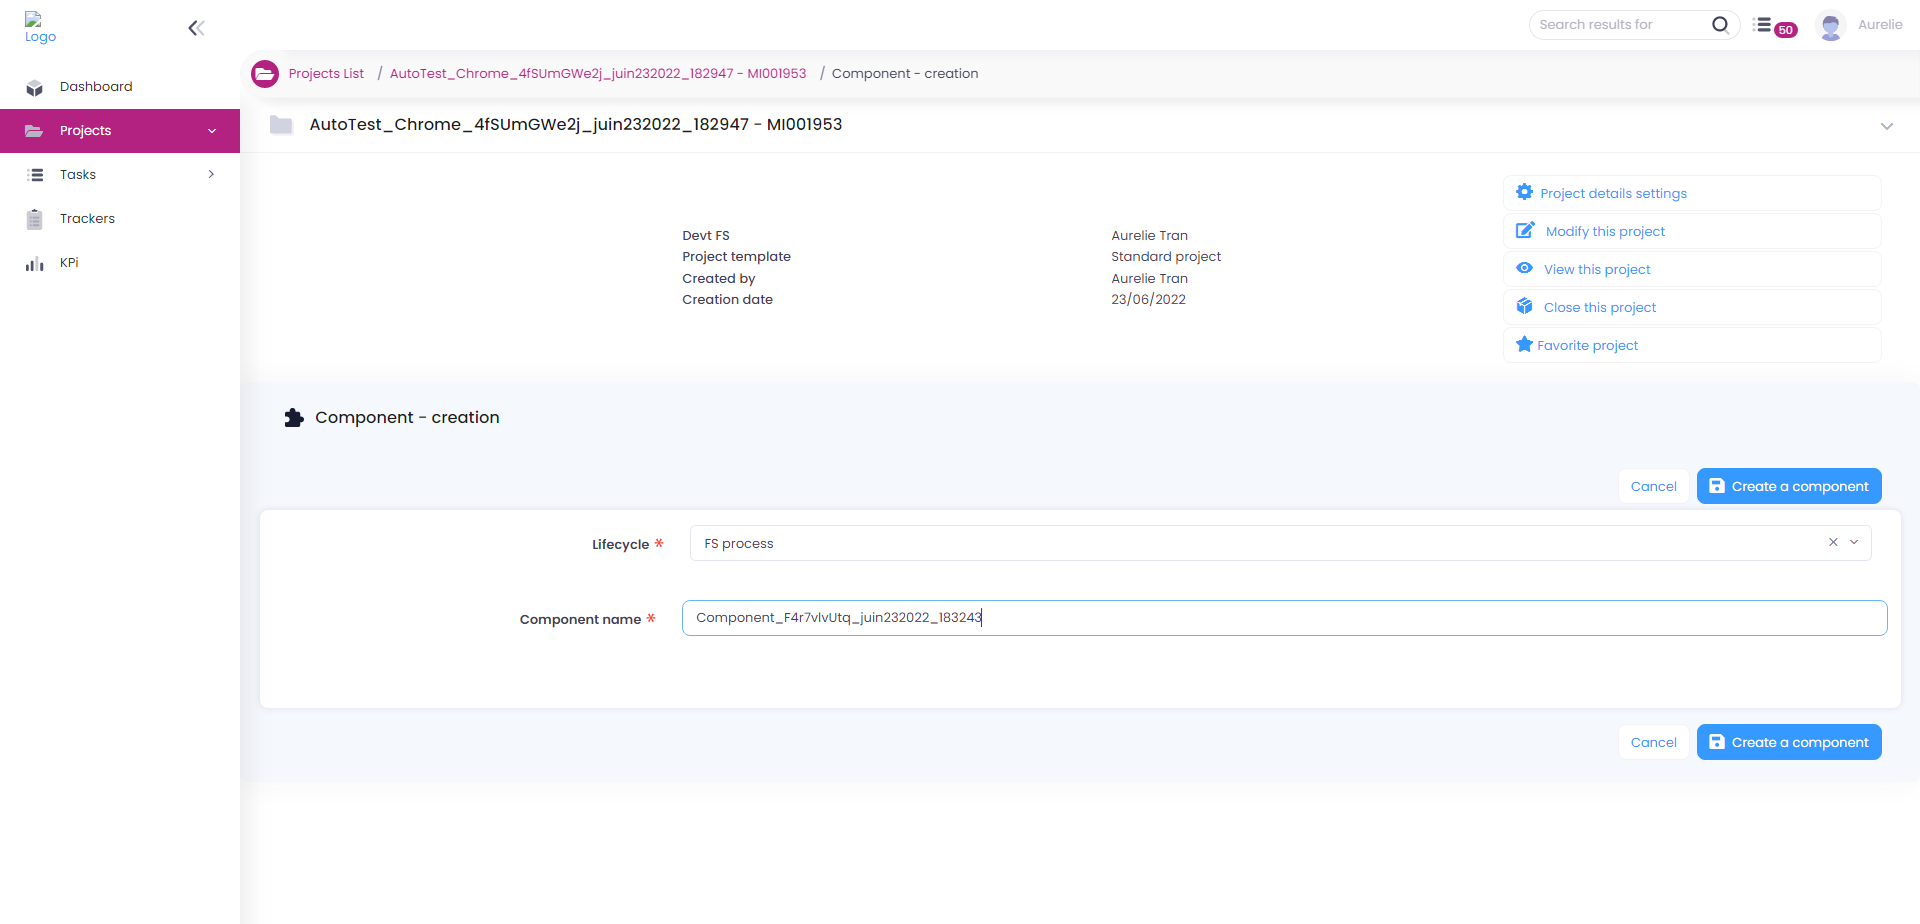 Logo
Search results for
50
Aurelie
Dashboard
Projects
Tasks
Trackers
KPi
Projects List / AutoTest_Chrome_4fSUmGWe2j_juin232022_182947 - MI001953 / Component - creation
AutoTest_Chrome_4fSUmGWe2j_juin232022_182947 - MI001953
Devt FS Aurelie Tran
Project template Standard project
Created by Aurelie Tran
Creation date 23/06/2022
Project details settings
Modify this project
View this project
Close this project
Favorite project
Component - creation
Cancel Create a component
Lifecycle * FS process
Component name * Component_F4r7vlvUtq_juin232022_183243
Cancel Create a component